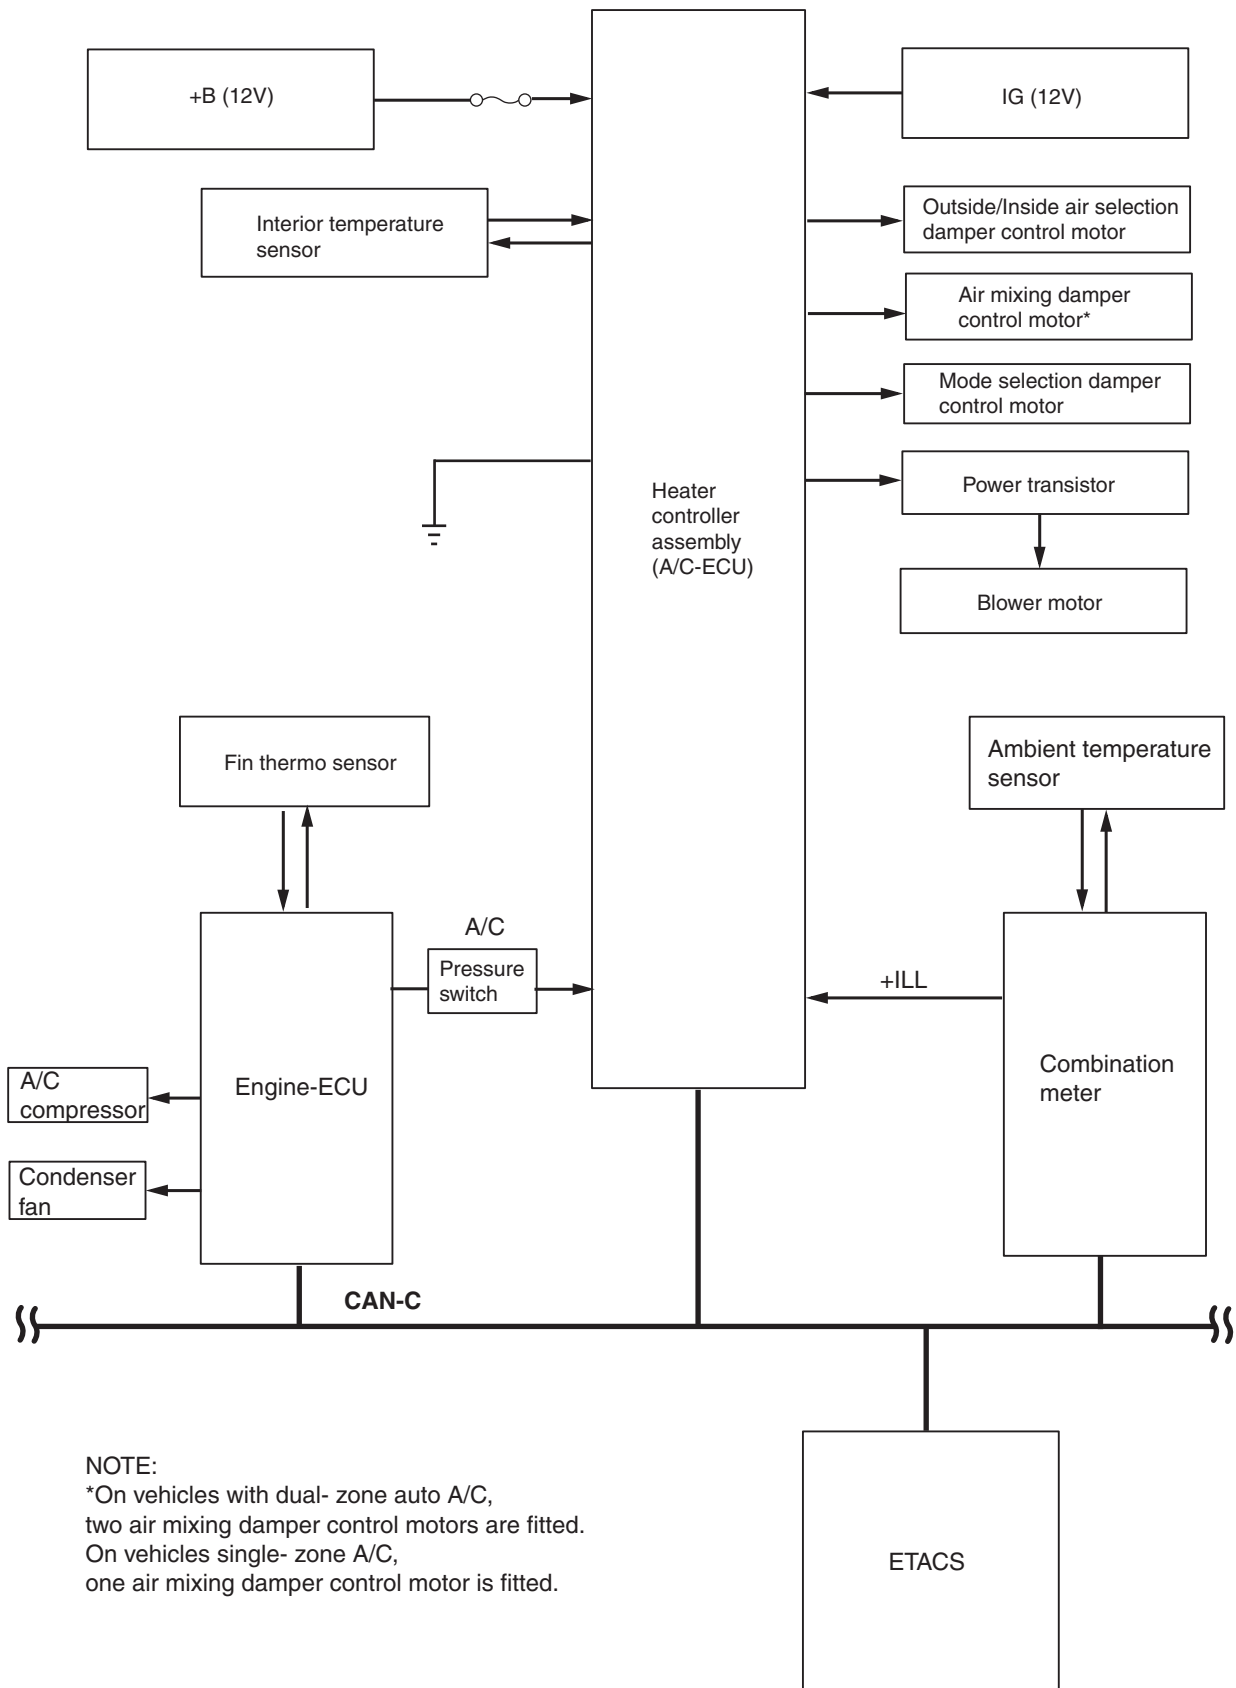 +B (12V)
IG (12V)
Interior temperature
sensor
Outside/Inside air selection
damper control motor
Air mixing damper
control motor*
Mode selection damper
control motor
Heater
controller
assembly
(A/C-ECU)
Power transistor
Blower motor
Fin thermo sensor
Ambient temperature
sensor
A/C
Pressure
switch
+ILL
Engine-ECU
Combination
meter
A/C
compressor
Condenser
fan
CAN-C
NOTE:
*On vehicles with dual- zone auto A/C,
two air mixing damper control motors are fitted.
On vehicles single- zone A/C,
one air mixing damper control motor is fitted.
ETACS